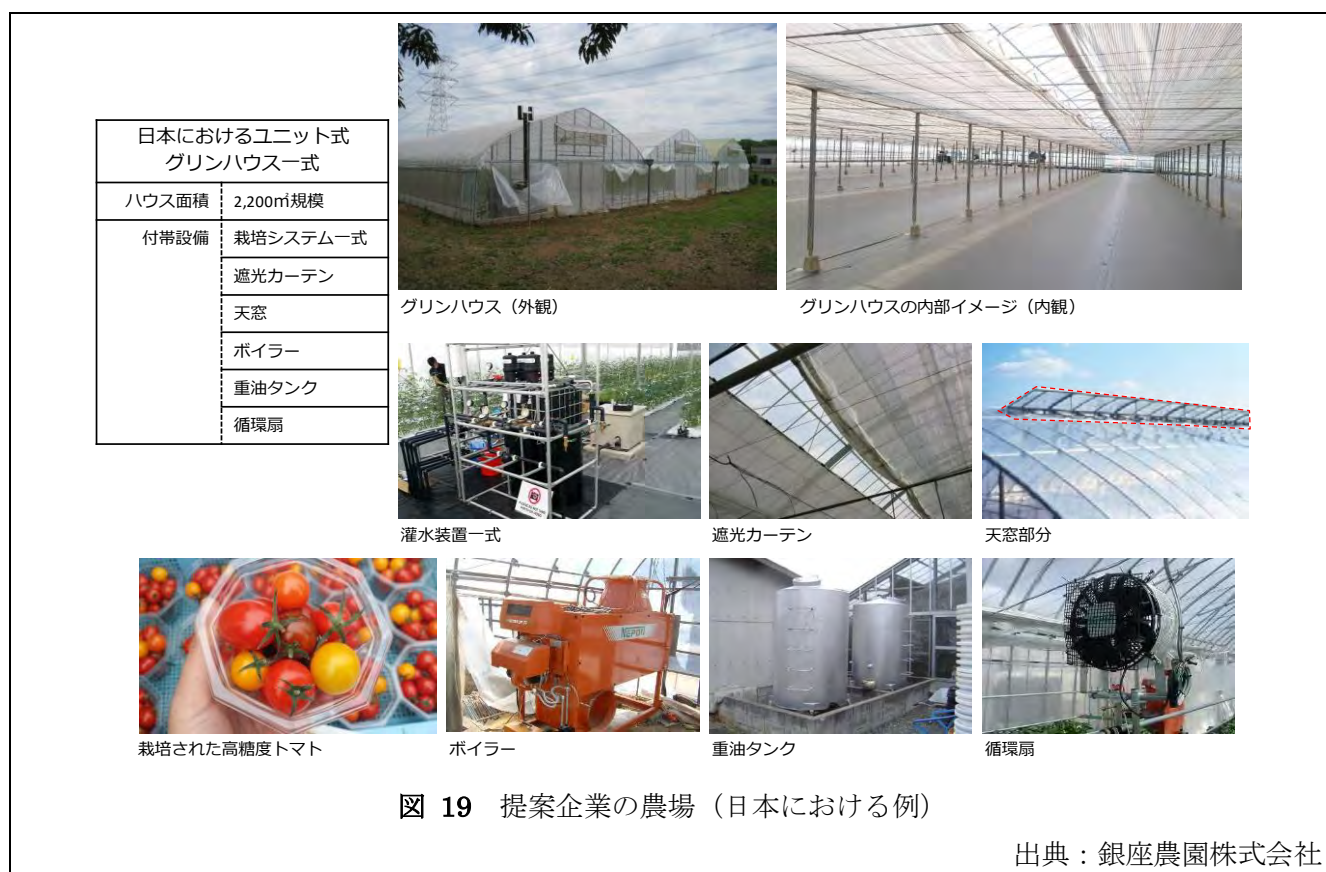 日本におけるユニット式
グリンハウス一式
ハウス面積 2,200㎡規模
付帯設備 栽培システム一式
遮光カーテン
天窓
ボイラー
重油タンク
循環扇
グリンハウス（外観）
グリンハウスの内部イメージ（内観）
灌水装置一式
遮光カーテン
天窓部分
NEPON
栽培された高糖度トマト
ボイラー
重油タンク
循環扇
図 19 提案企業の農場（日本における例）
出典：銀座農園株式会社